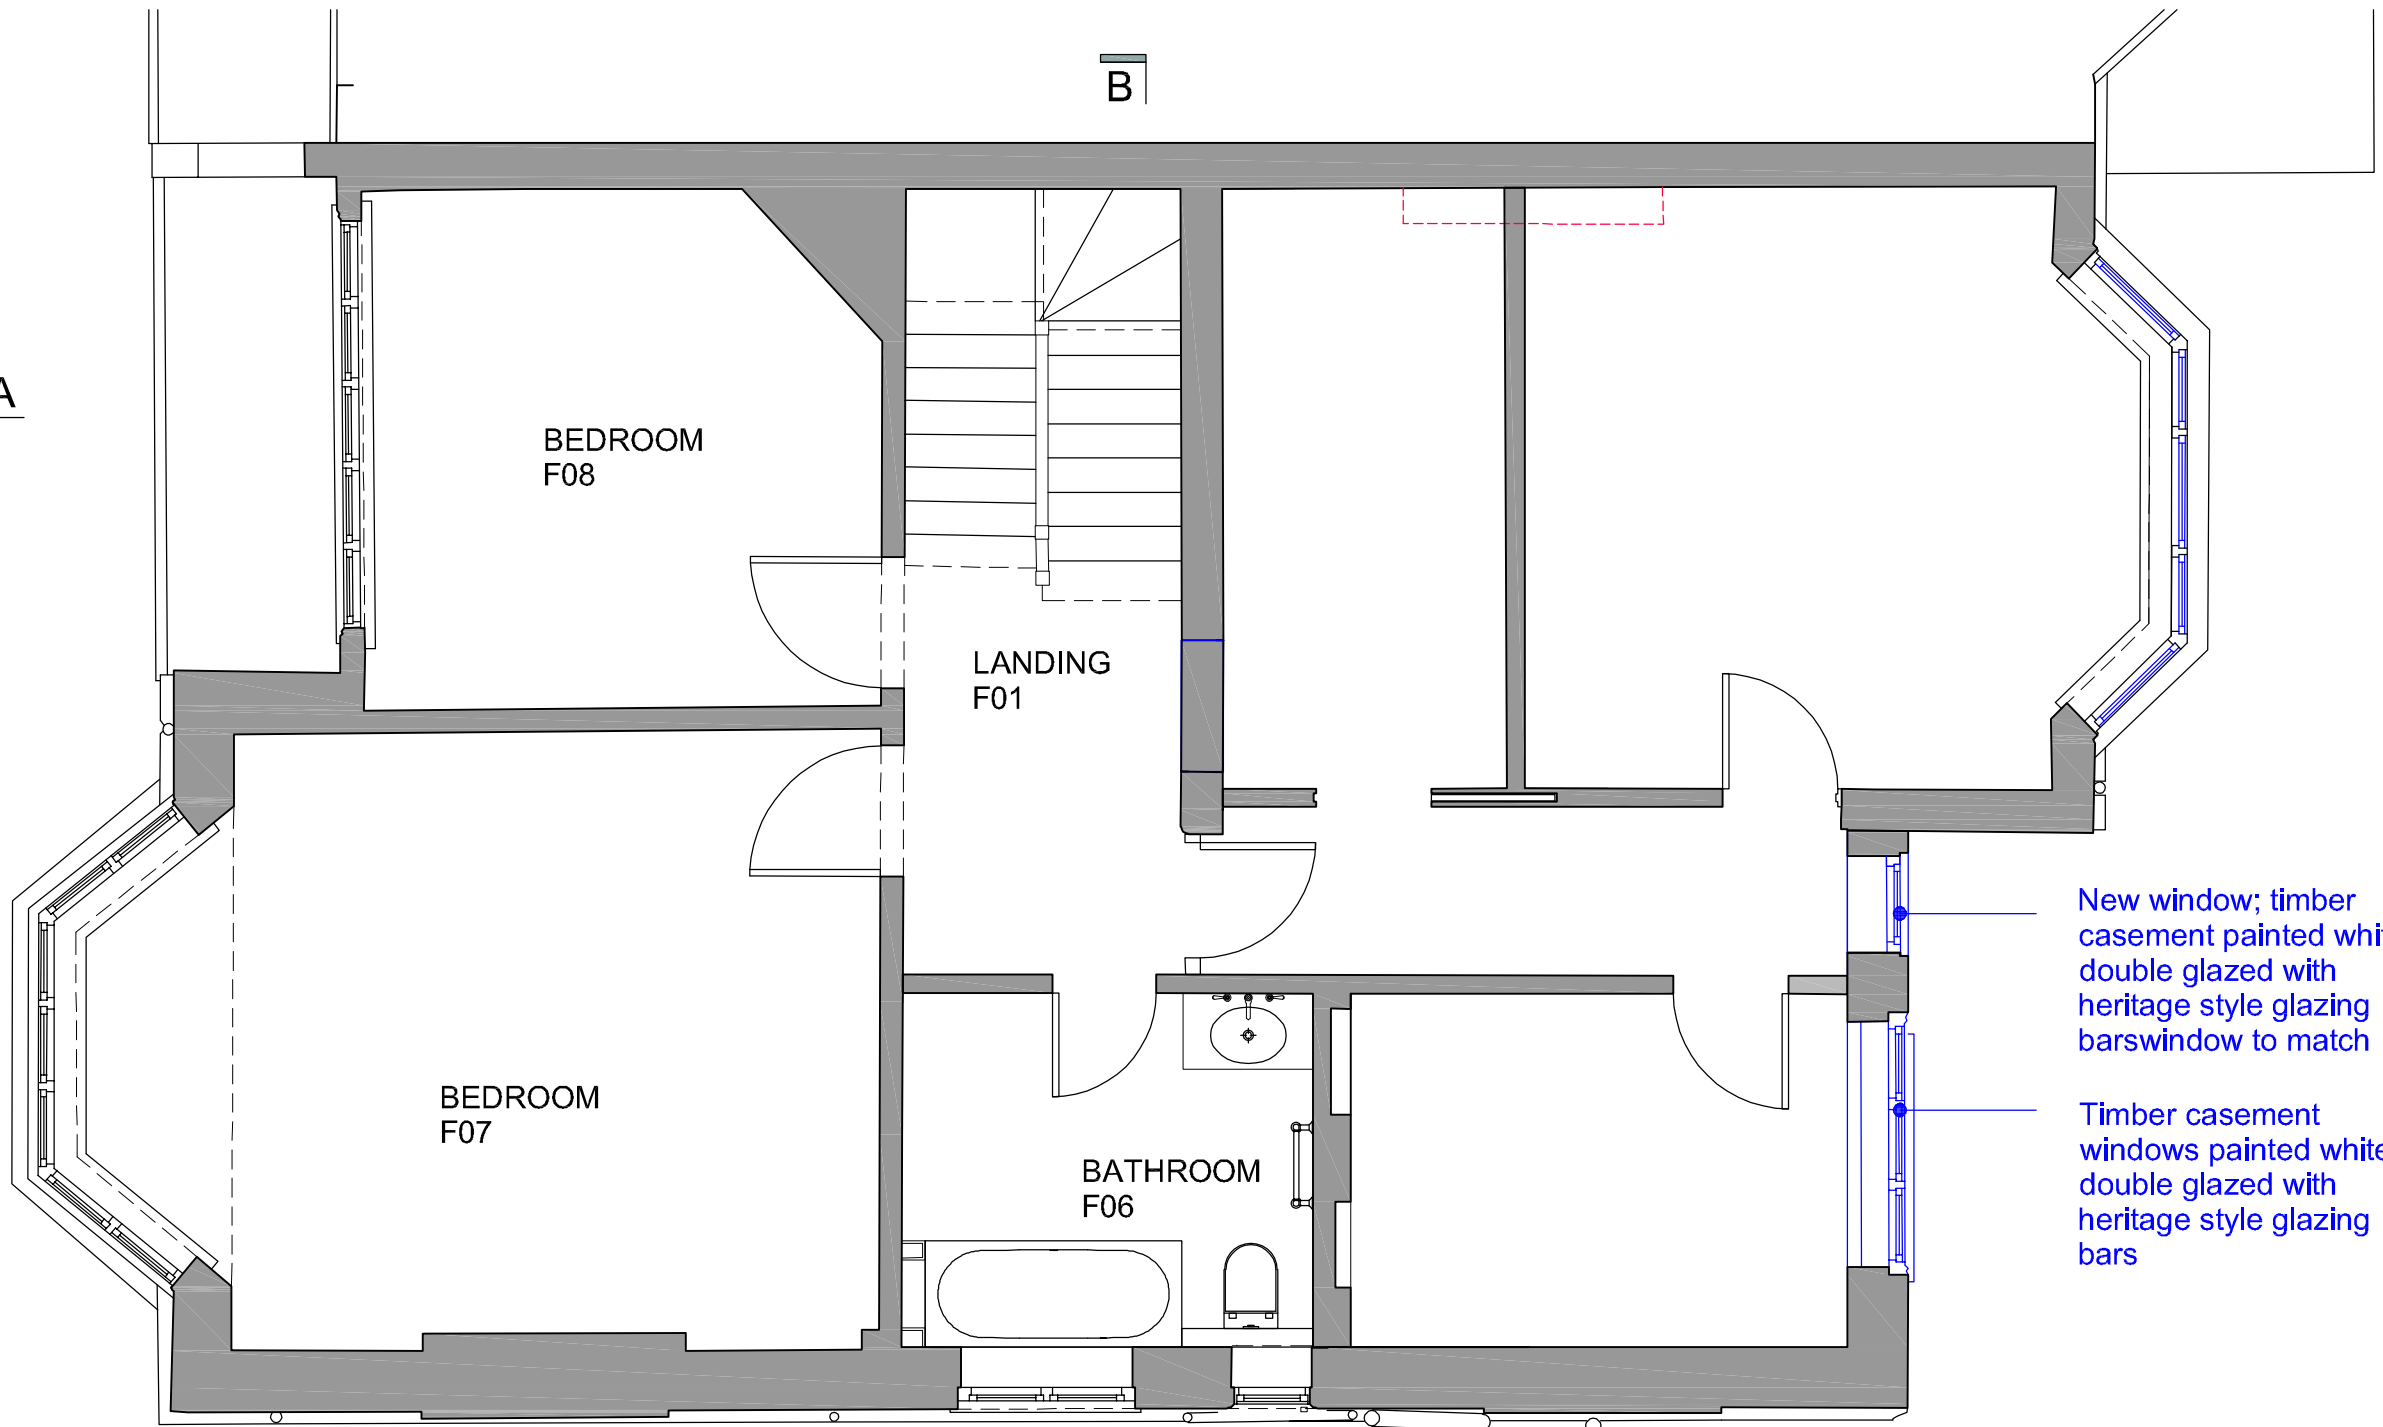 B
A
BEDROOM
F08
LANDING
F01
BEDROOM
F07
BATHROOM
F06
New window; timber
casement painted whi
double glazed with
heritage style glazing
barswindow to match
Timber casement
windows painted white
double glazed with
heritage style glazing
bars